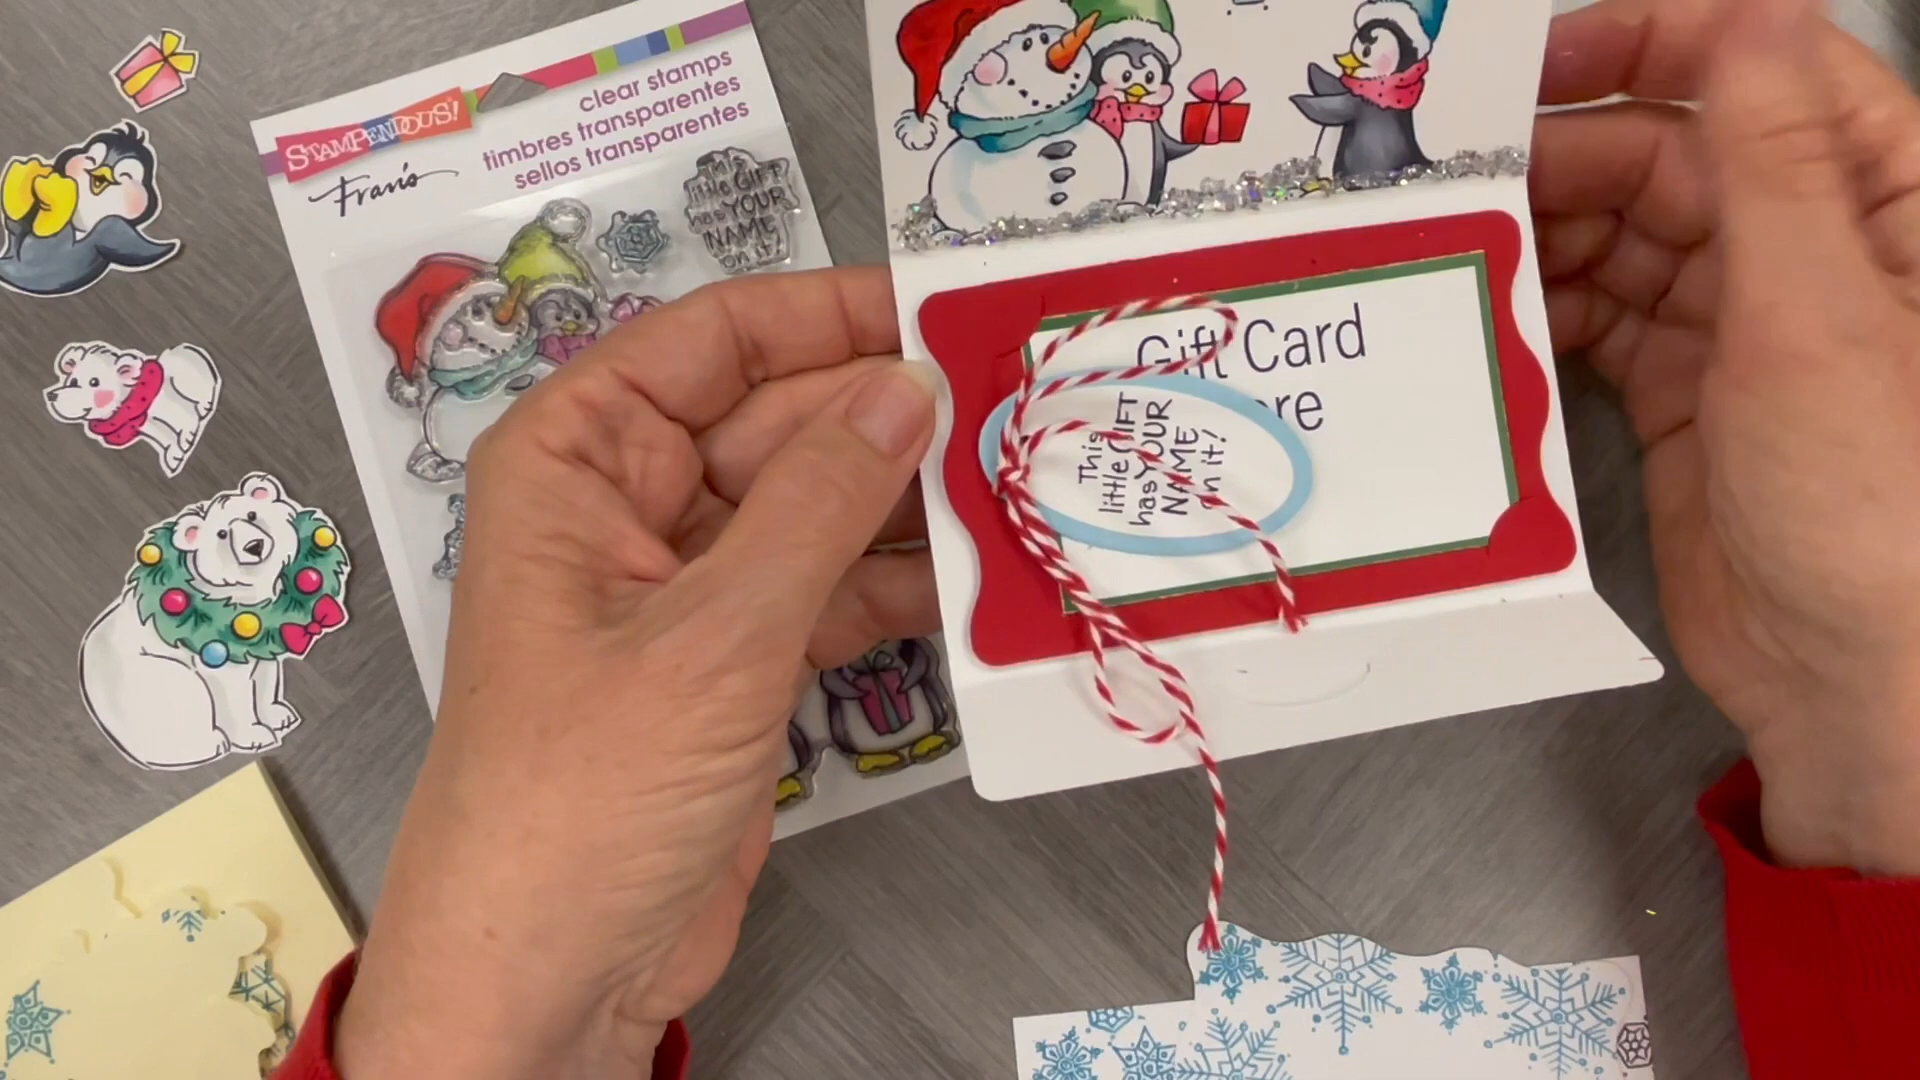 STAMPENDOUS!
Fran's
clear stamps
timbres transparentes
sellos transparentes
This
little GIFT
has YOUR
NAME
on it!
Gift Card
This
little GIFT
has YOUR
NAME
on it!